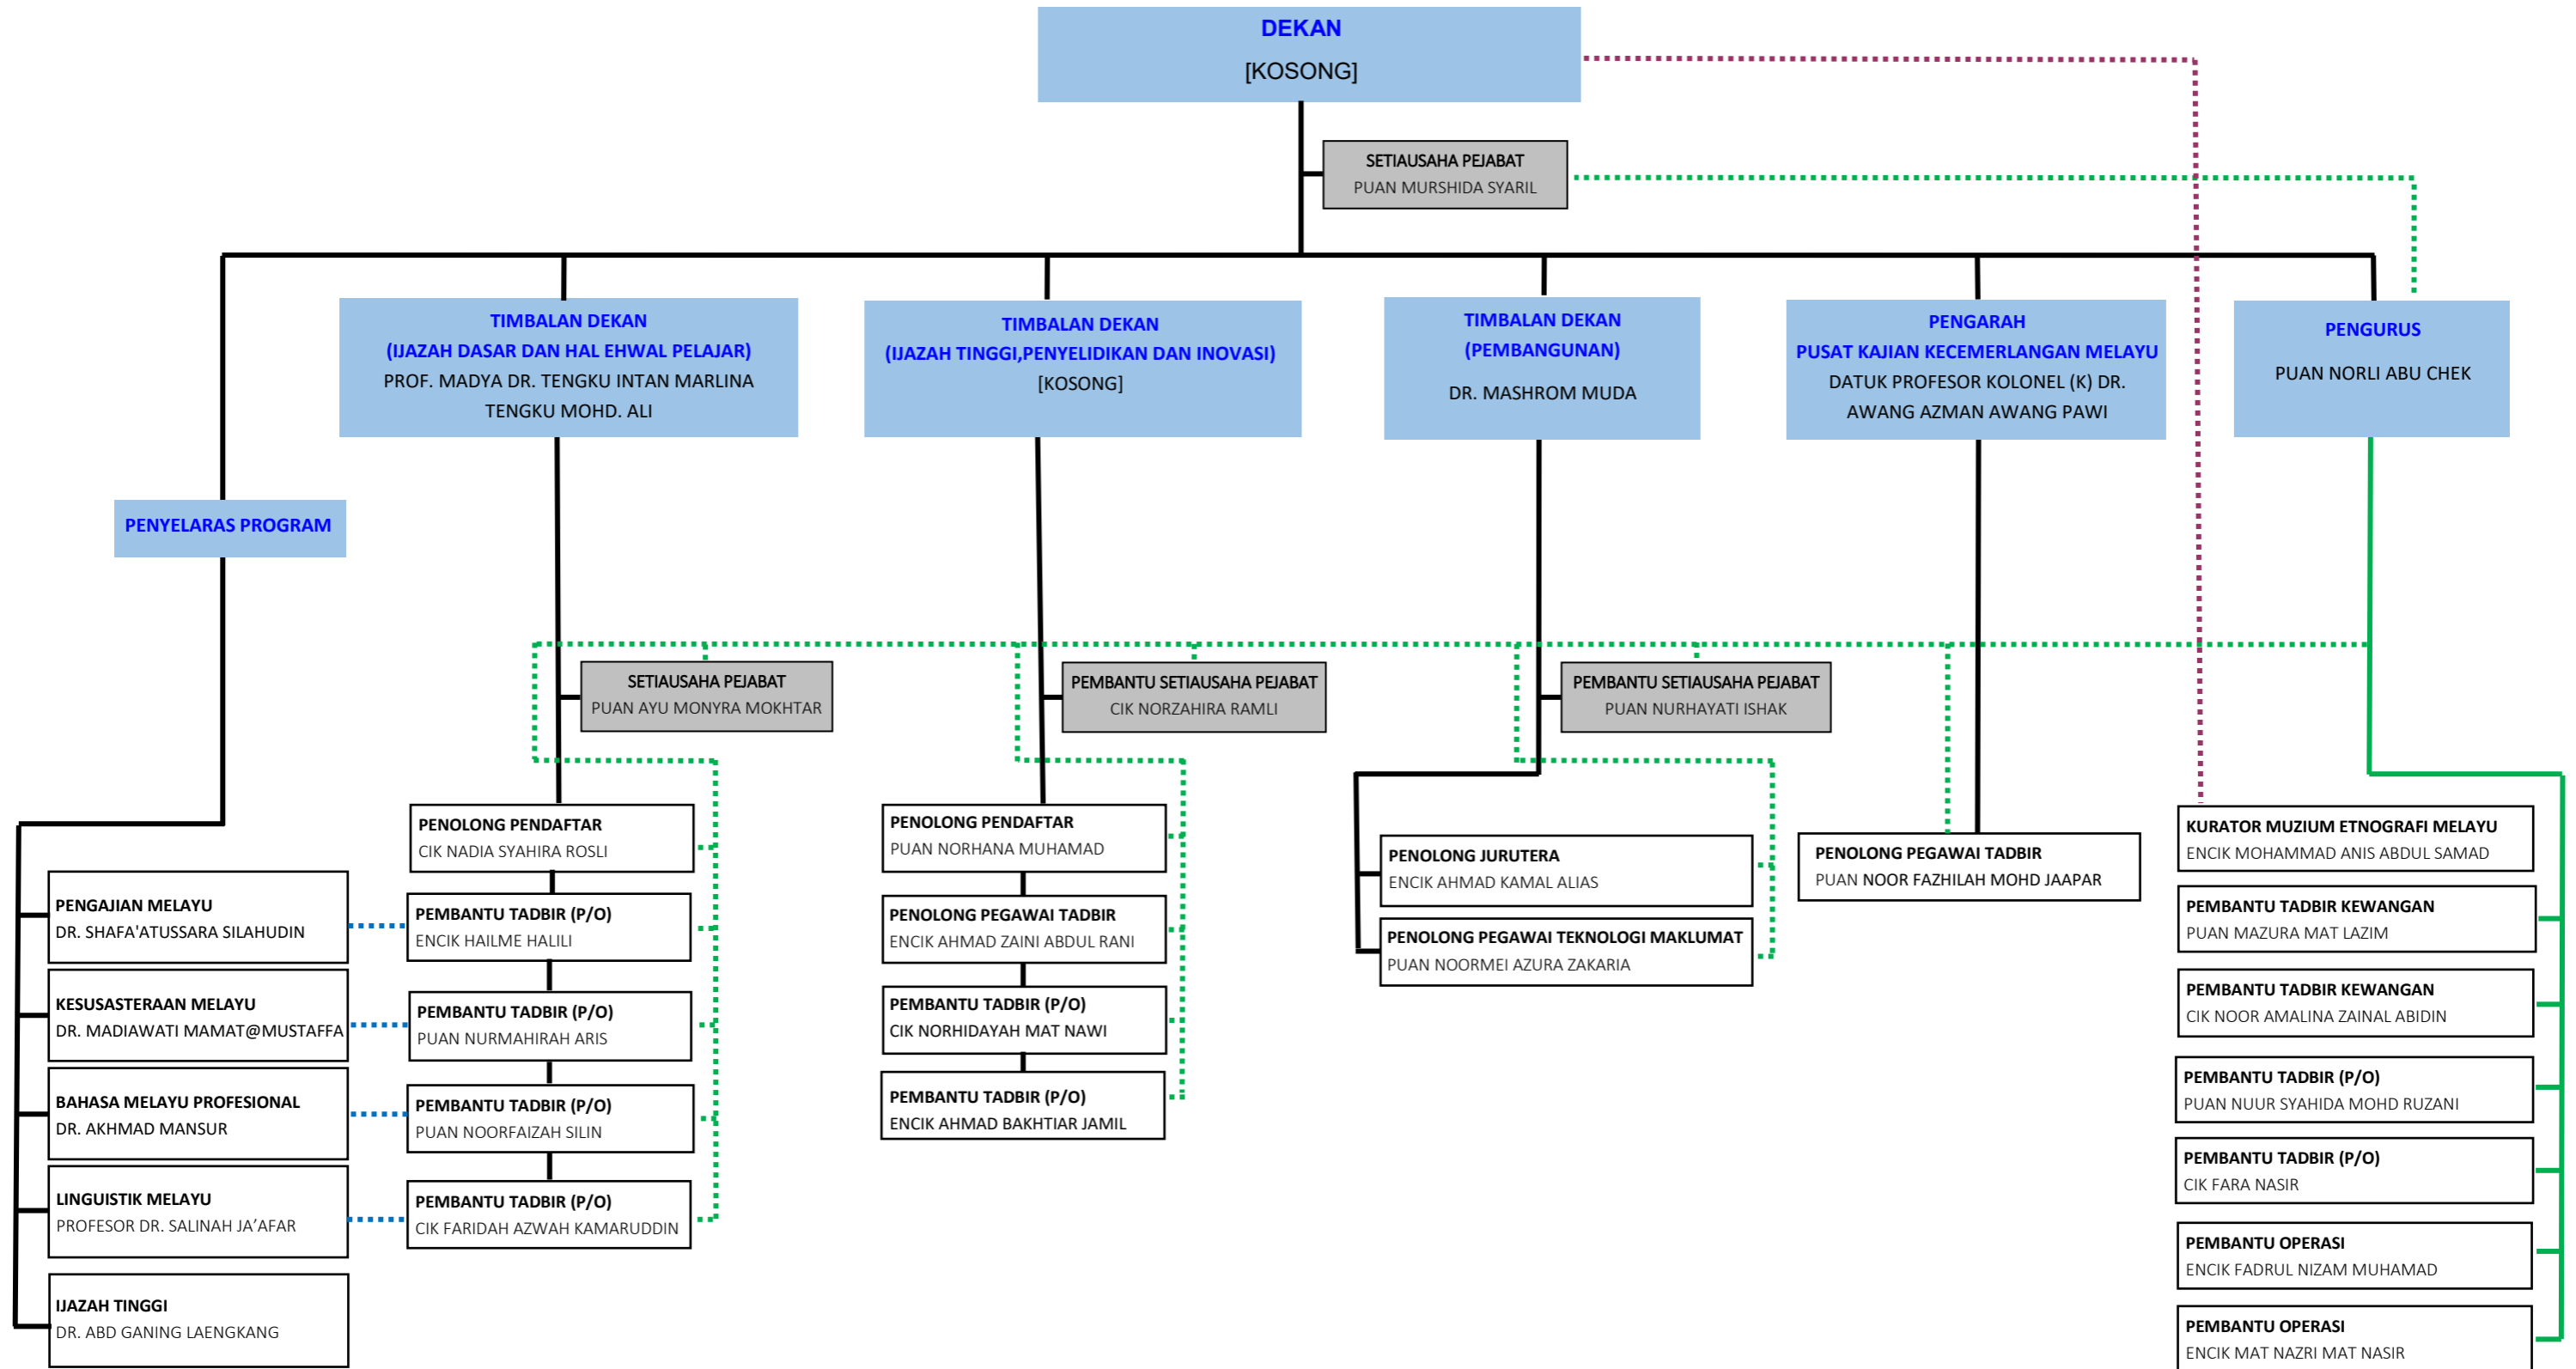 DEKAN
[KOSONG]
SETIAUSAHA PEJABAT
PUAN MURSHIDA SYARIL
TIMBALAN DEKAN
(IJAZAH DASAR DAN HAL EHWAL PELAJAR)
PROF. MADYA DR. TENGKU INTAN MARLINA
TENGKU MOHD. ALI
TIMBALAN DEKAN
(IJAZAH TINGGI,PENYELIDIKAN DAN INOVASI)
[KOSONG]
TIMBALAN DEKAN
(PEMBANGUNAN)
DR. MASHROM MUDA
PENGARAH
PUSAT KAJIAN KECEMERLANGAN MELAYU
DATUK PROFESOR KOLONEL (K) DR.
AWANG AZMAN AWANG PAWI
PENGURUS
PUAN NORLI ABU CHEK
PENYELARAS PROGRAM
SETIAUSAHA PEJABAT
PUAN AYU MONYRA MOKHTAR
PEMBANTU SETIAUSAHA PEJABAT
CIK NORZAHIRA RAMLI
PEMBANTU SETIAUSAHA PEJABAT
PUAN NURHAYATI ISHAK
PENGAJIAN MELAYU
DR. SHAFA'ATUSSARA SILAHUDIN
KESUSASTERAAN MELAYU
DR. MADIAWATI MAMAT@MUSTAFFA
BAHASA MELAYU PROFESIONAL
DR. AKHMAD MANSUR
LINGUISTIK MELAYU
PROFESOR DR. SALINAH JA’AFAR
IJAZAH TINGGI
DR. ABD GANING LAENGKANG
PENOLONG PENDAFTAR
CIK NADIA SYAHIRA ROSLI
PEMBANTU TADBIR (P/O)
ENCIK HAILME HALILI
PEMBANTU TADBIR (P/O)
PUAN NURMAHIRAH ARIS
PEMBANTU TADBIR (P/O)
PUAN NOORFAIZAH SILIN
PEMBANTU TADBIR (P/O)
CIK FARIDAH AZWAH KAMARUDDIN
PENOLONG PENDAFTAR
PUAN NORHANA MUHAMAD
PENOLONG PEGAWAI TADBIR
ENCIK AHMAD ZAINI ABDUL RANI
PEMBANTU TADBIR (P/O)
CIK NORHIDAYAH MAT NAWI
PEMBANTU TADBIR (P/O)
ENCIK AHMAD BAKHTIAR JAMIL
PENOLONG JURUTERA
ENCIK AHMAD KAMAL ALIAS
PENOLONG PEGAWAI TEKNOLOGI MAKLUMAT
PUAN NOORMEI AZURA ZAKARIA
PENOLONG PEGAWAI TADBIR
PUAN NOOR FAZHILAH MOHD JAAPAR
KURATOR MUZIUM ETNOGRAFI MELAYU
ENCIK MOHAMMAD ANIS ABDUL SAMAD
PEMBANTU TADBIR KEWANGAN
PUAN MAZURA MAT LAZIM
PEMBANTU TADBIR KEWANGAN
CIK NOOR AMALINA ZAINAL ABIDIN
PEMBANTU TADBIR (P/O)
PUAN NUUR SYAHIDA MOHD RUZANI
PEMBANTU TADBIR (P/O)
CIK FARA NASIR
PEMBANTU OPERASI
ENCIK FADRUL NIZAM MUHAMAD
PEMBANTU OPERASI
ENCIK MAT NAZRI MAT NASIR